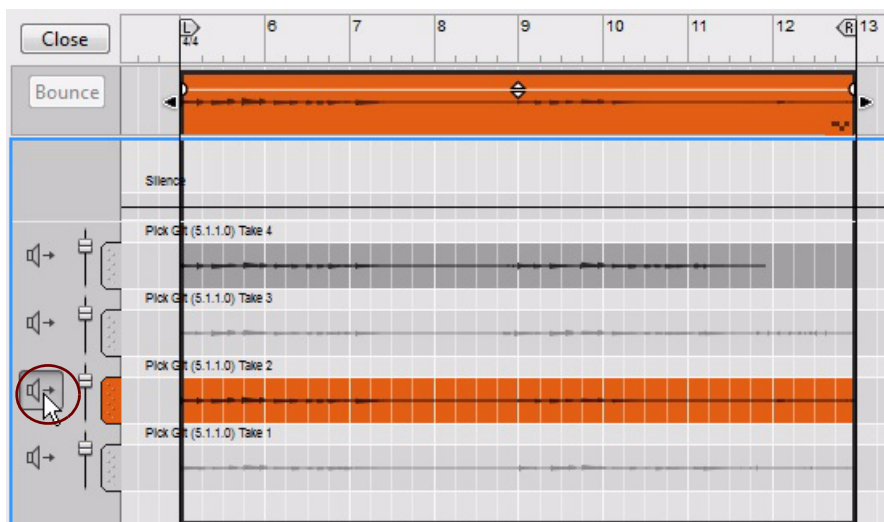 Close
L 6 7 8 9 10 11 12 R 13
4/4
Bounce
Silence
Pick Git (5.1.1.0) Take 4
Pick Git (5.1.1.0) Take 3
Pick Git (5.1.1.0) Take 2
Pick Git (5.1.1.0) Take 1